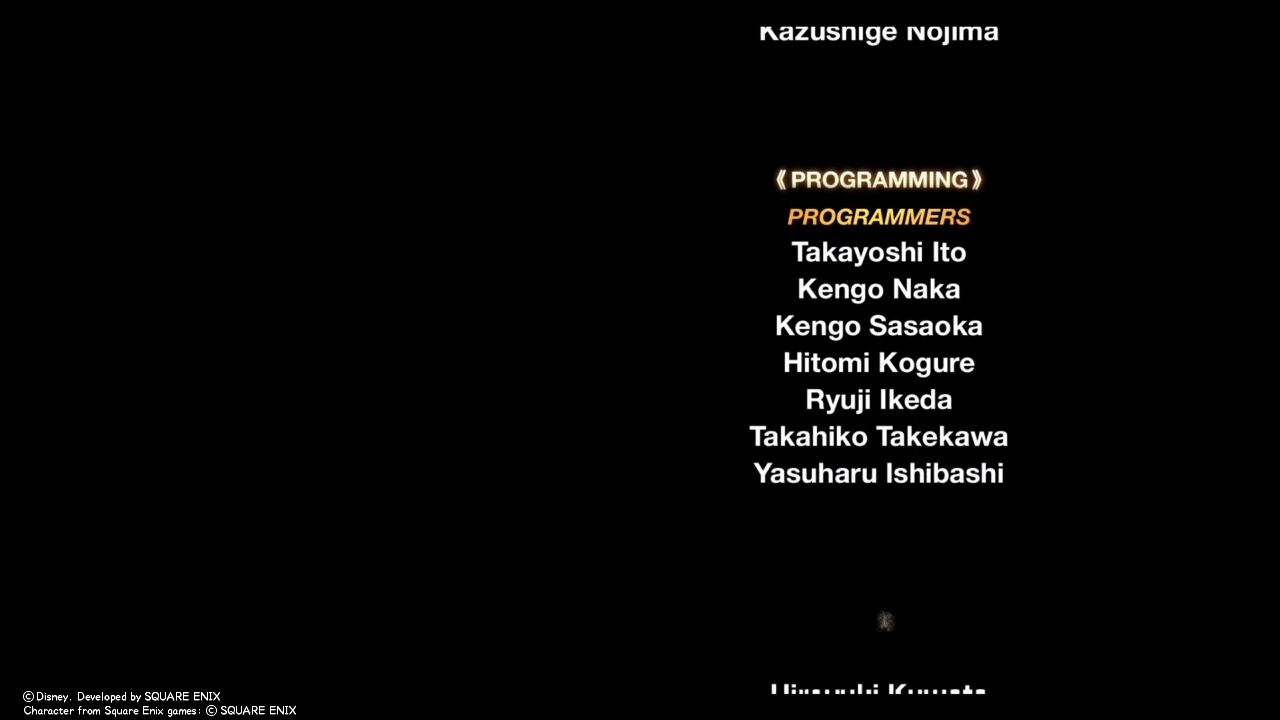 Kazushige Nojima
《PROGRAMMING》
PROGRAMMERS
Takayoshi Ito
Kengo Naka
Kengo Sasaoka
Hitomi Kogure
Ryuji Ikeda
Takahiko Takekawa
Yasuharu Ishibashi
©Disney. Developed by SQUARE ENIX
Character from Square Enix games: © SQUARE ENIX